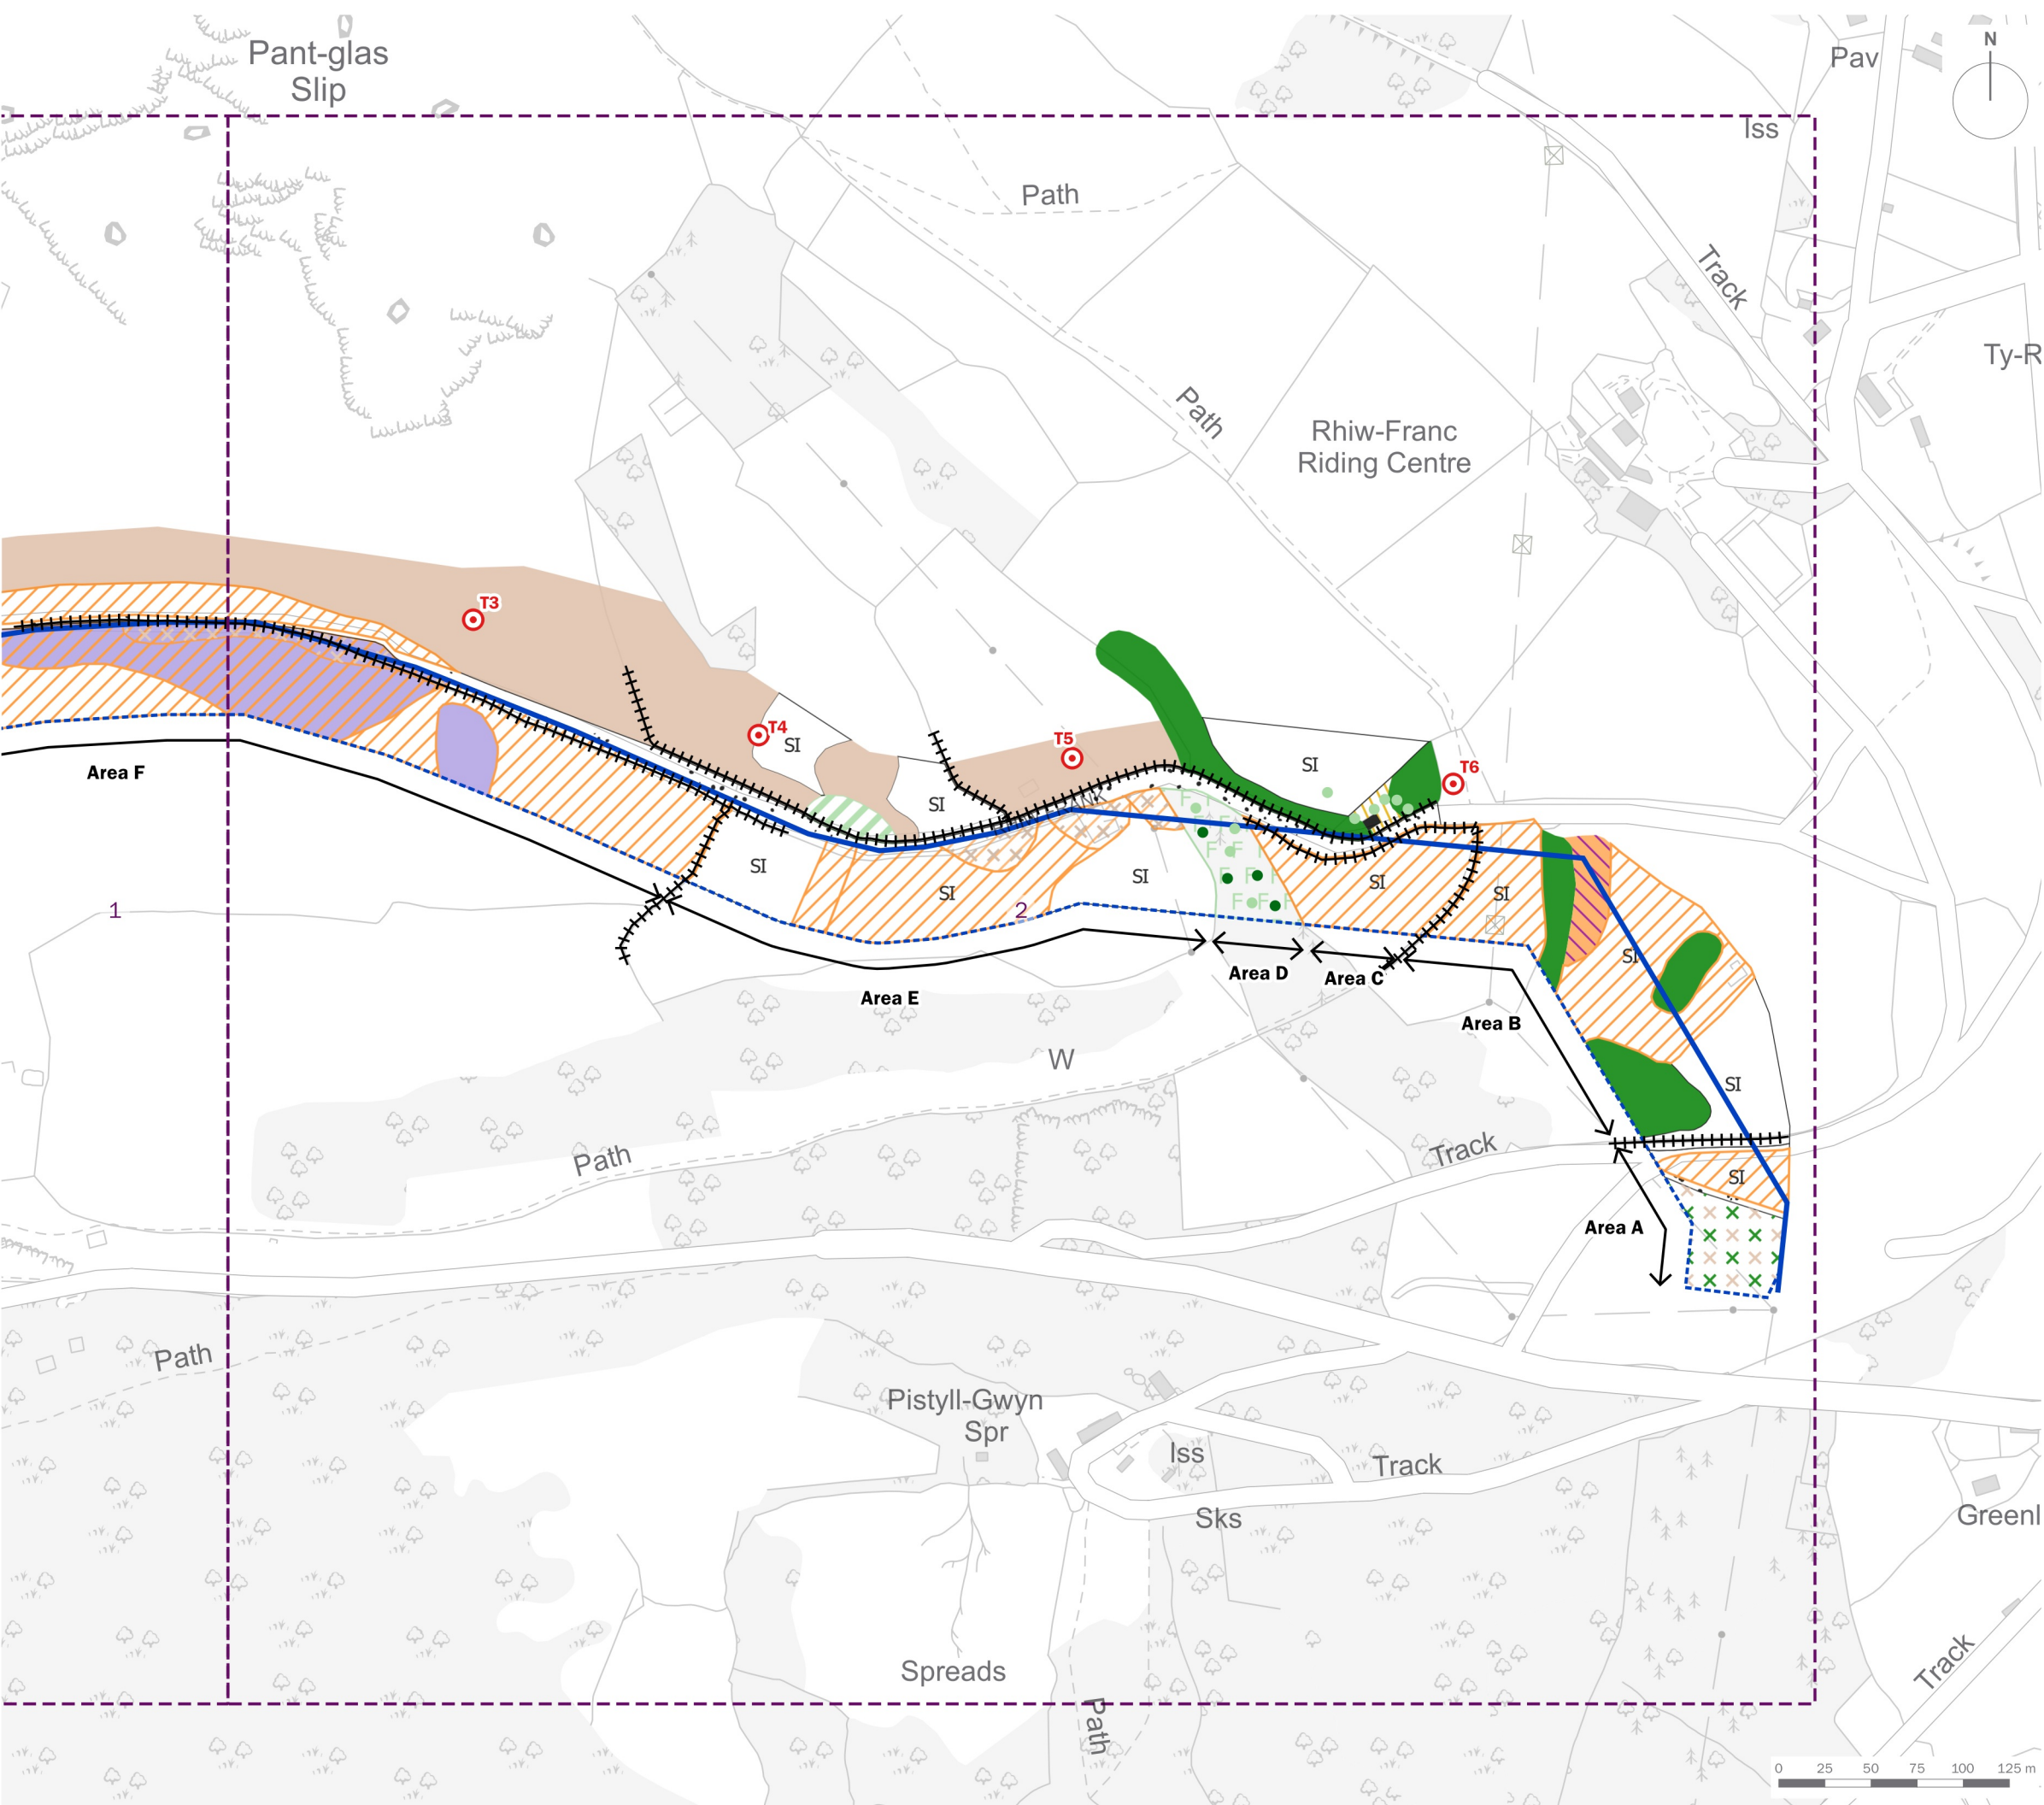 Pant-glas
Slip
Pav
N
Iss
Path
Track
Ty-R
Path
Rhiw-Franc
Riding Centre
T3
T4
SI
T5
SI
T6
SI
SI
SI
SI
SI
SI
SI
F
F
F
F
F
F
F
Area F
1
2
Area D
Area C
Area E
Area B
W
SI
Path
Track
SI
Area A
Path
Pistyll-Gwyn
Spr
Iss
Track
Sks
Greenl
Spreads
Track
Path
0 25 50 75 100 125 m